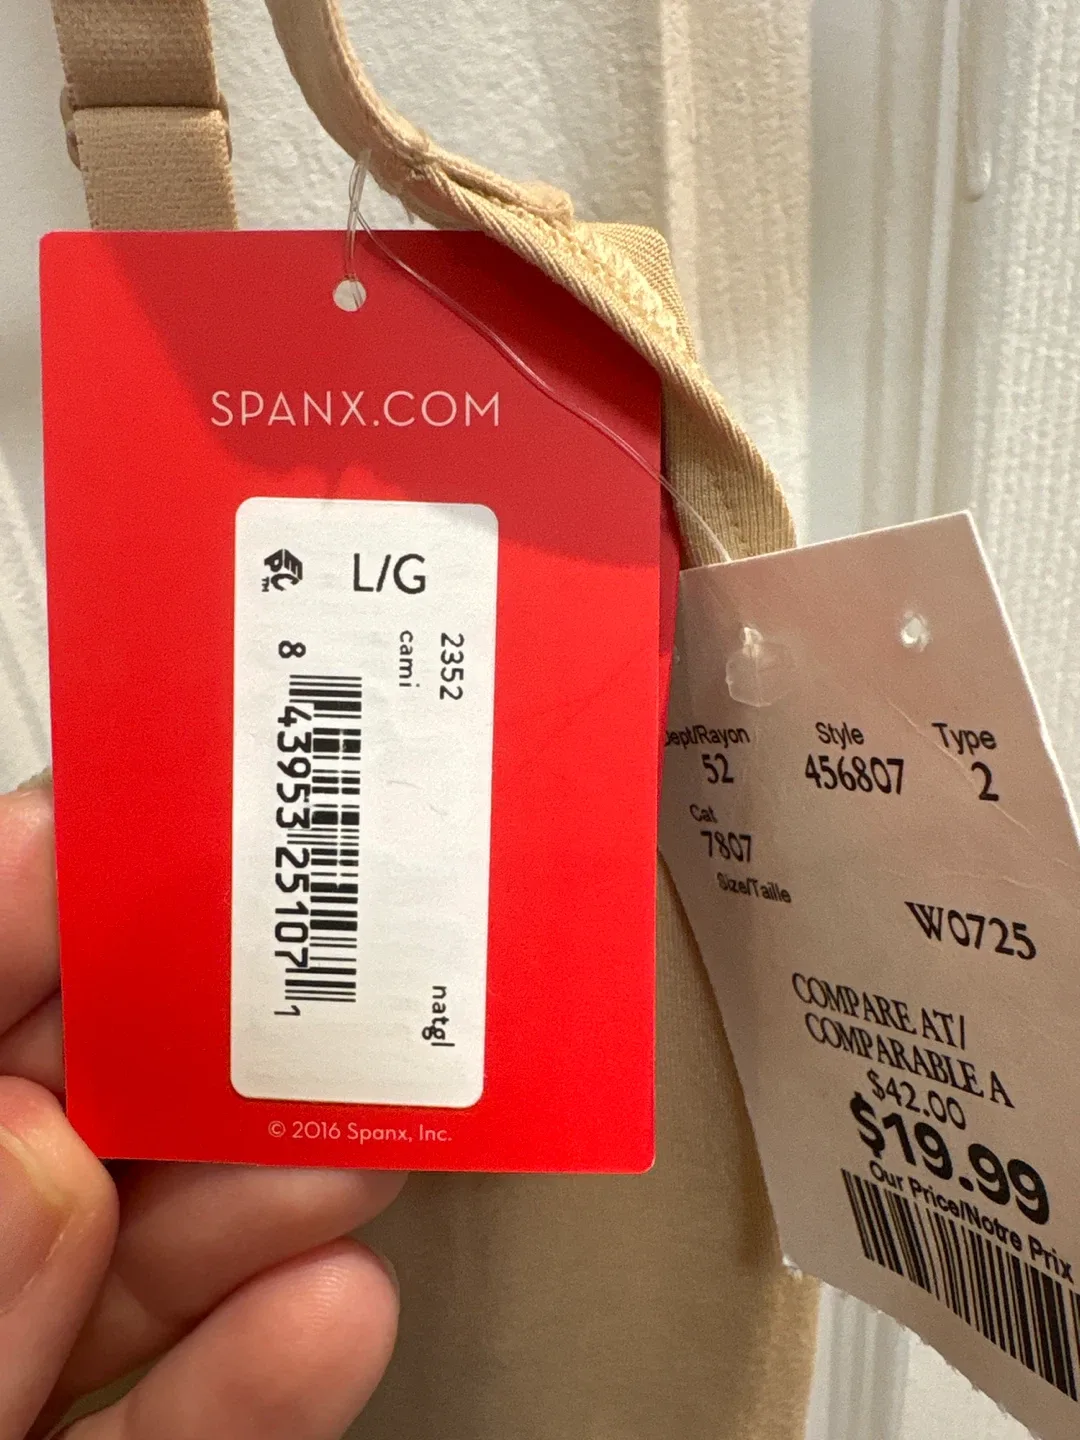 SPANX.COM
EPC™
L/G
2352
cami
natgl
8 43953 25107 1
© 2016 Spanx, Inc.
Dept/Rayon
52
Style
456807
Type
2
Cat
7807
Size/Taille
W0725
COMPARE AT/
COMPARABLE A
$42.00
$19.99
Our Price/Notre Prix